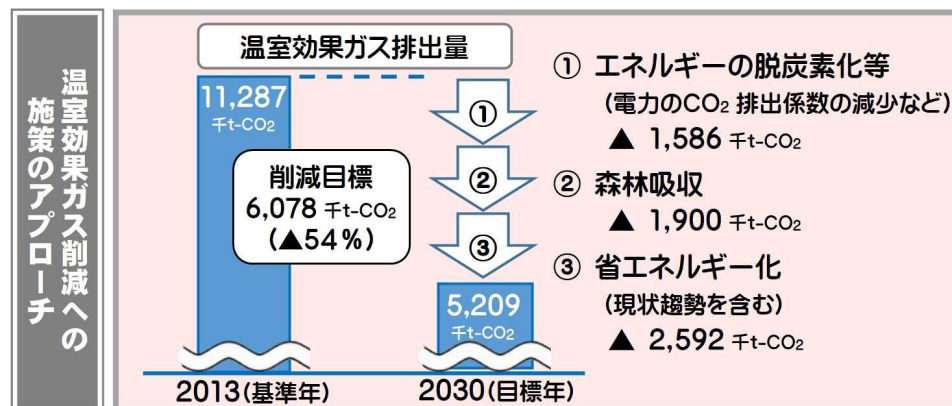 温室効果ガス削減への
施策のアプローチ
温室効果ガス排出量
11,287
千t-CO₂
削減目標
6,078 千t-CO₂
(▲54%)
①
②
③
5,209
千t-CO₂
2013(基準年)
2030(目標年)
① エネルギーの脱炭素化等
(電力のCO₂ 排出係数の減少など)
▲ 1,586 千t-CO₂
② 森林吸収
▲ 1,900 千t-CO₂
③ 省エネルギー化
(現状趨勢を含む)
▲ 2,592 千t-CO₂